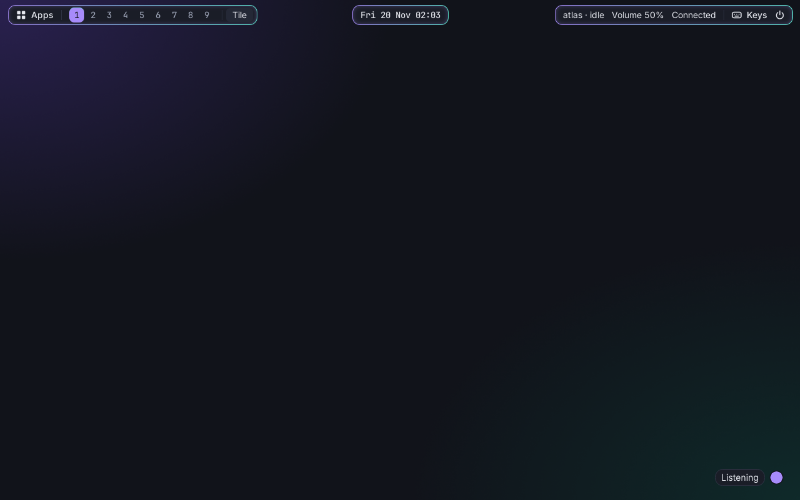 Apps 1 2 3 4 5 6 7 8 9 Tile
Fri 20 Nov 02:03
atlas · idle Volume 50% Connected Keys
Listening